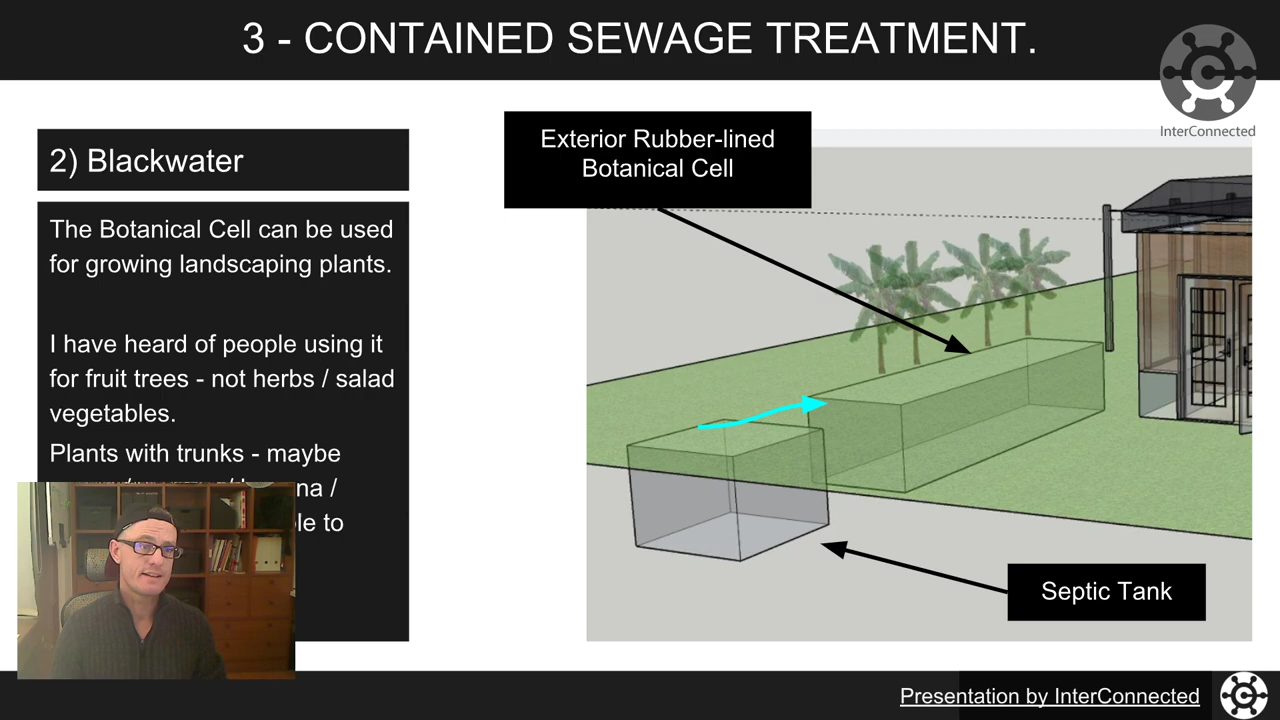 3 - CONTAINED SEWAGE TREATMENT.
InterConnected
2) Blackwater
The Botanical Cell can be used
for growing landscaping plants.
I have heard of people using it
for fruit trees - not herbs / salad
vegetables.
Plants with trunks - maybe
/
to
Exterior Rubber-lined
Botanical Cell
Septic Tank
Presentation by InterConnected